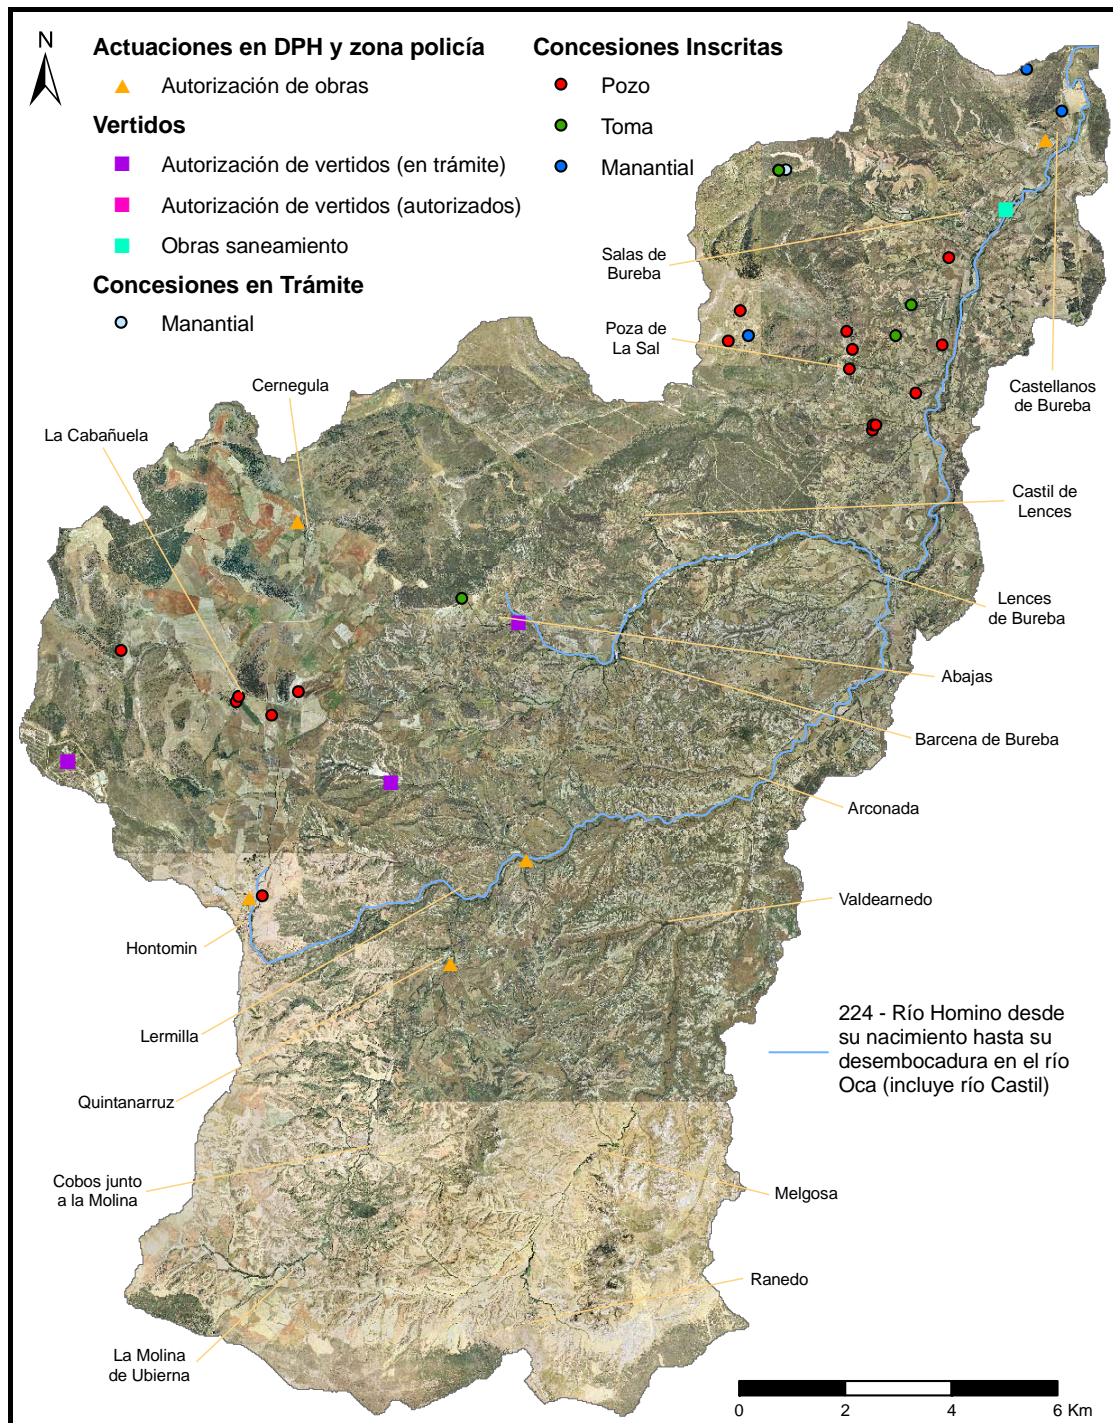 N
Actuaciones en DPH y zona policía
Autorización de obras
Vertidos
Autorización de vertidos (en trámite)
Autorización de vertidos (autorizados)
Obras saneamiento
Concesiones en Trámite
Manantial
Concesiones Inscritas
Pozo
Toma
Manantial
Salas de
Bureba
Poza de
La Sal
Cernegula
La Cabañuela
Castellanos
de Bureba
Castil de
Lences
Lences
de Bureba
Abajas
Barcena de Bureba
Arconada
Valdearnedo
Hontomin
Lermilla
Quintanarruz
224 - Río Homino desde
su nacimiento hasta su
desembocadura en el río
Oca (incluye río Castil)
Cobos junto
a la Molina
Melgosa
Ranedo
La Molina
de Ubierna
0 2 4 6 Km